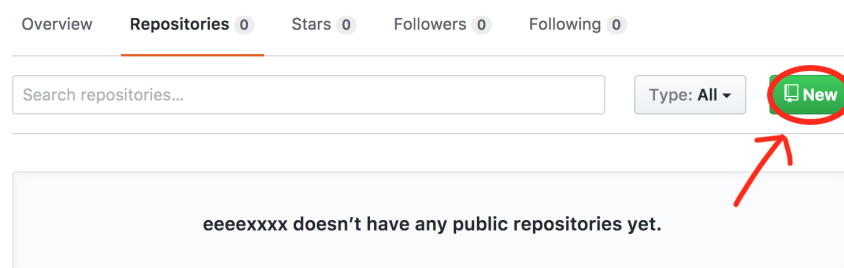 Overview Repositories 0 Stars 0 Followers 0 Following 0
Search repositories... Type: All New
eeeexxxx doesn’t have any public repositories yet.